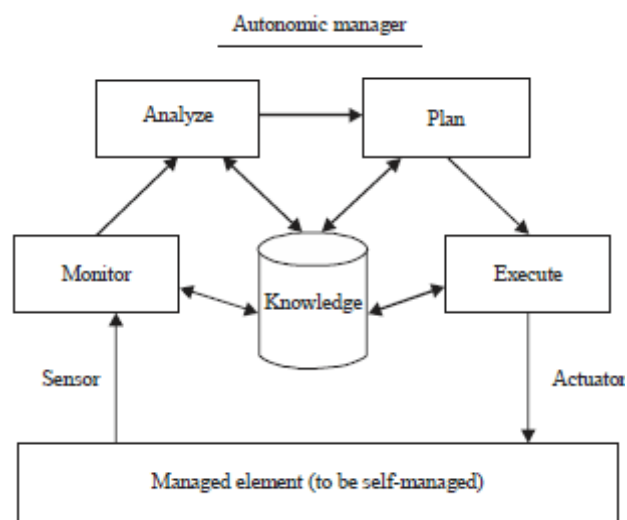 Autonomic manager
Analyze
Plan
Monitor
Knowledge
Execute
Sensor
Actuator
Managed element (to be self-managed)